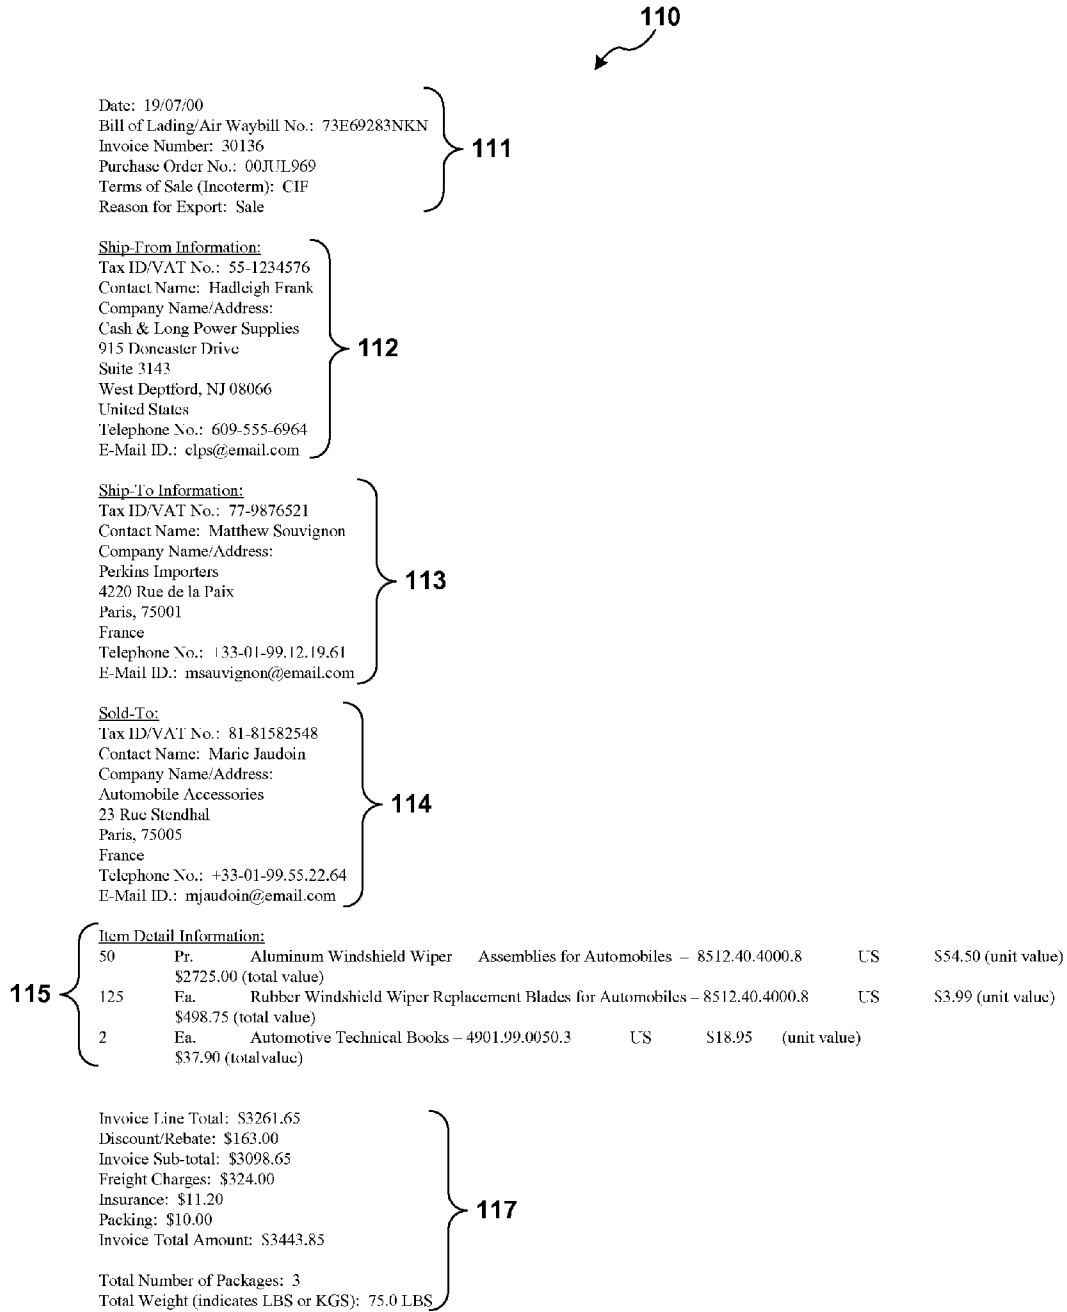 110
Date: 19/07/00
Bill of Lading/Air Waybill No.: 73E69283NKN
Invoice Number: 30136
Purchase Order No.: 00JUL969
Terms of Sale (Incoterm): CIF
Reason for Export: Sale
111
Ship-From Information:
Tax ID/VAT No.: 55-1234576
Contact Name: Hadleigh Frank
Company Name/Address:
Cash & Long Power Supplies
915 Doncaster Drive
Suite 3143
West Deptford, NJ 08066
United States
Telephone No.: 609-555-6964
E-Mail ID.: clps@email.com
112
Ship-To Information:
Tax ID/VAT No.: 77-9876521
Contact Name: Matthew Souvignon
Company Name/Address:
Perkins Importers
4220 Rue de la Paix
Paris, 75001
France
Telephone No.: +33-01-99.12.19.61
E-Mail ID.: msauvignon@email.com
113
Sold-To:
Tax ID/VAT No.: 81-81582548
Contact Name: Marie Jaudoin
Company Name/Address:
Automobile Accessories
23 Rue Stendhal
Paris, 75005
France
Telephone No.: +33-01-99.55.22.64
E-Mail ID.: mjaudoin@email.com
114
Item Detail Information:
50 Pr. Aluminum Windshield Wiper Assemblies for Automobiles – 8512.40.4000.8 US $54.50 (unit value)
$2725.00 (total value)
125 Ea. Rubber Windshield Wiper Replacement Blades for Automobiles – 8512.40.4000.8 US $3.99 (unit value)
$498.75 (total value)
2 Ea. Automotive Technical Books – 4901.99.0050.3 US $18.95 (unit value)
$37.90 (totalvalue)
115
Invoice Line Total: $3261.65
Discount/Rebate: $163.00
Invoice Sub-total: $3098.65
Freight Charges: $324.00
Insurance: $11.20
Packing: $10.00
Invoice Total Amount: $3443.85
Total Number of Packages: 3
Total Weight (indicates LBS or KGS): 75.0 LBS
117